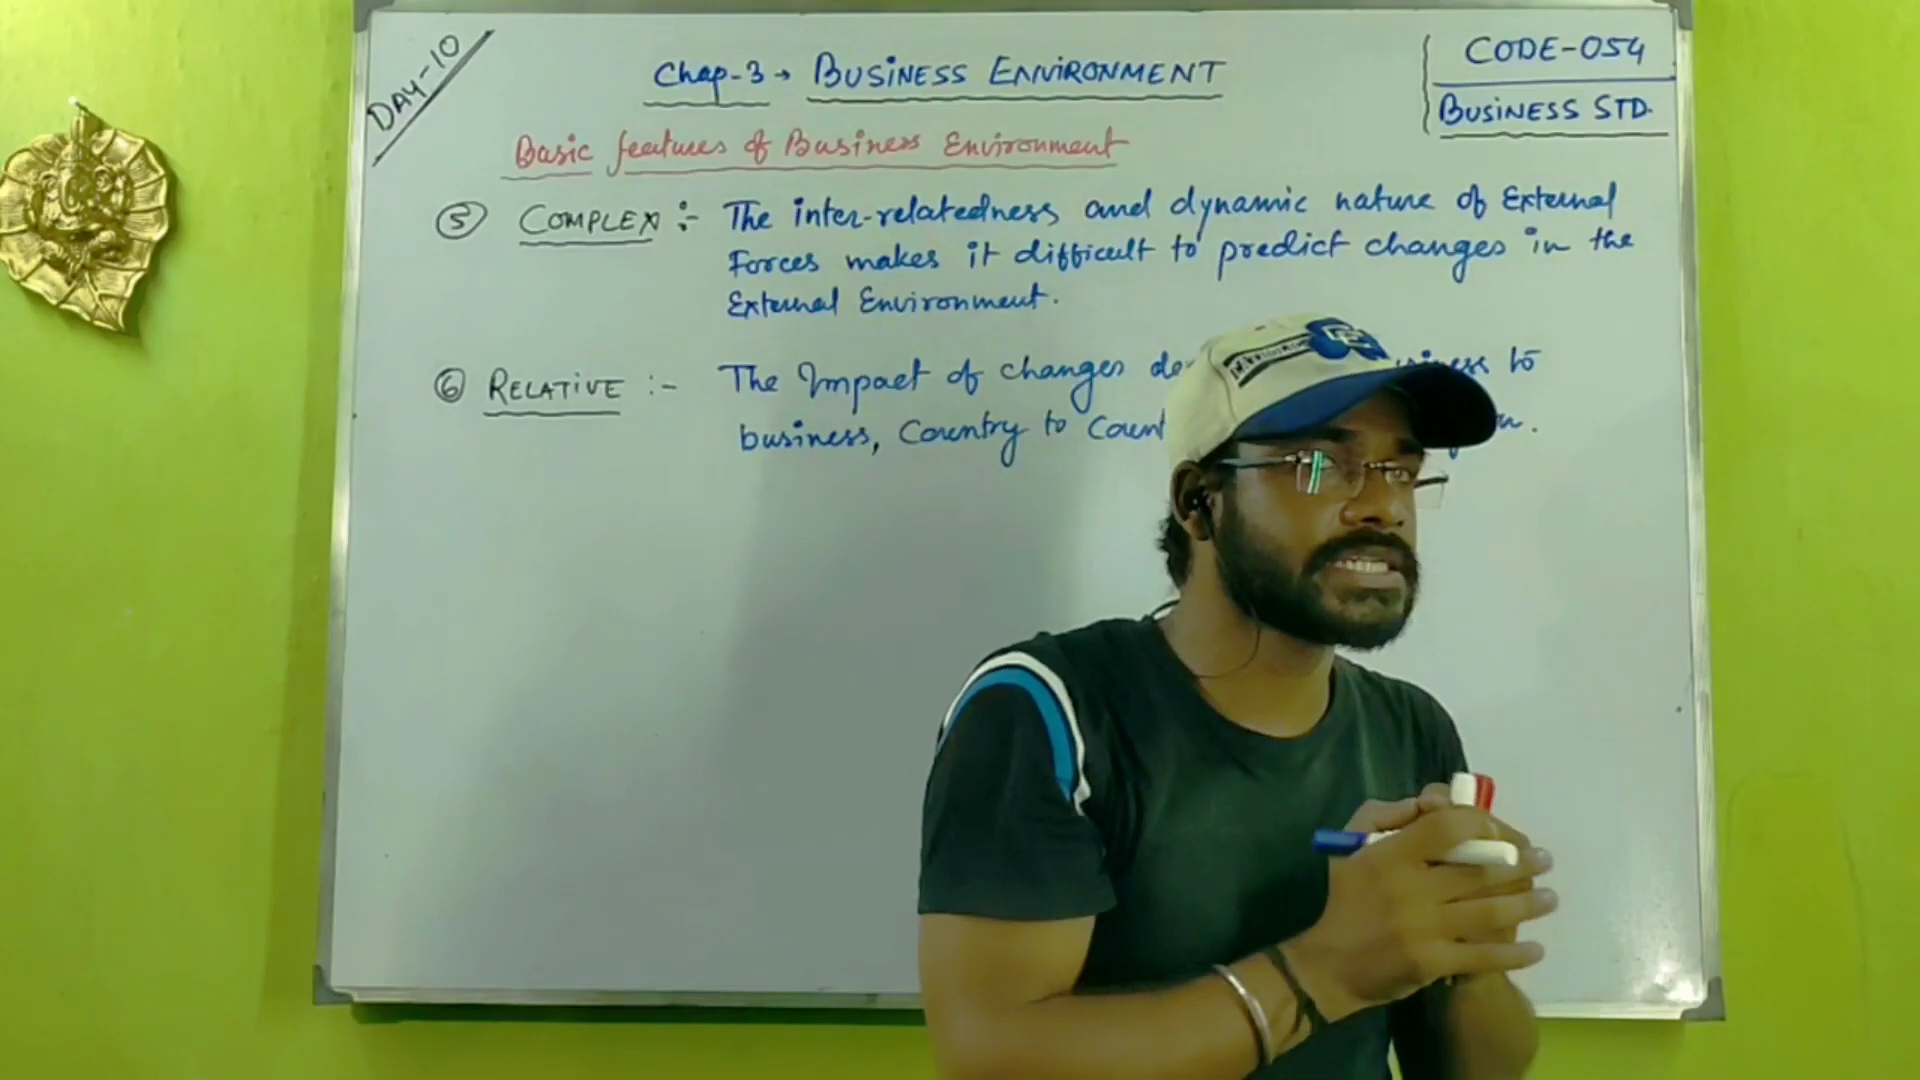 DAY-10
Chap-3 → BUSINESS ENVIRONMENT
CODE-054
BUSINESS STD.
Basic features of Business Environment
⑤ COMPLEX :- The inter-relatedness and dynamic nature of External
Forces makes it difficult to predict changes in the
External Environment.
⑥ RELATIVE :- The Impact of changes to
business, Country to